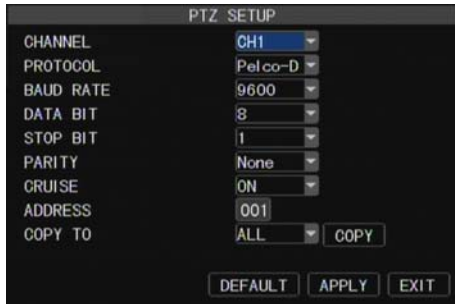 PTZ SETUP
CHANNEL CH1
PROTOCOL Pelco-D
BAUD RATE 9600
DATA BIT 8
STOP BIT 1
PARITY None
CRUISE ON
ADDRESS 001
COPY TO ALL COPY
DEFAULT APPLY EXIT